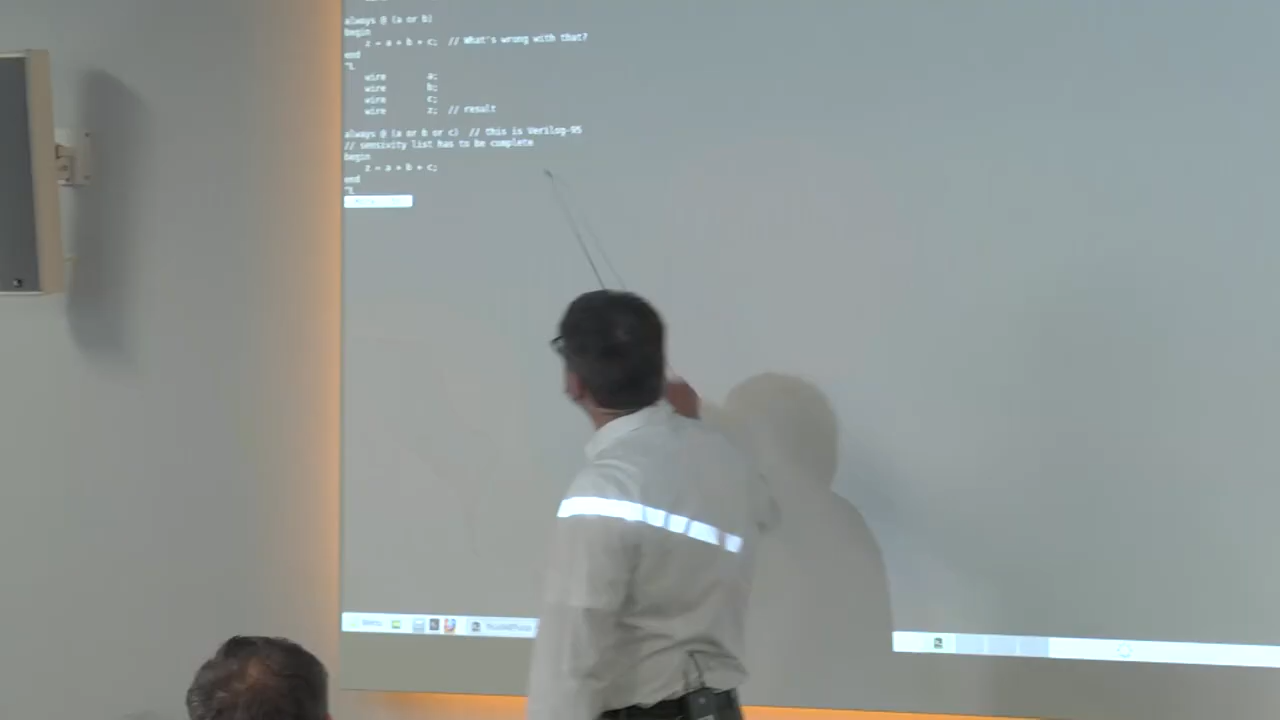 always @ (a or b)
begin
z = a + b + c; // What's wrong with that?
end
^L
wire a;
wire b;
wire c;
wire z; // result
always @ (a or b or c) // this is Verilog-95
// sensivity list has to be complete
begin
z = a + b + c;
end
^L
Menu